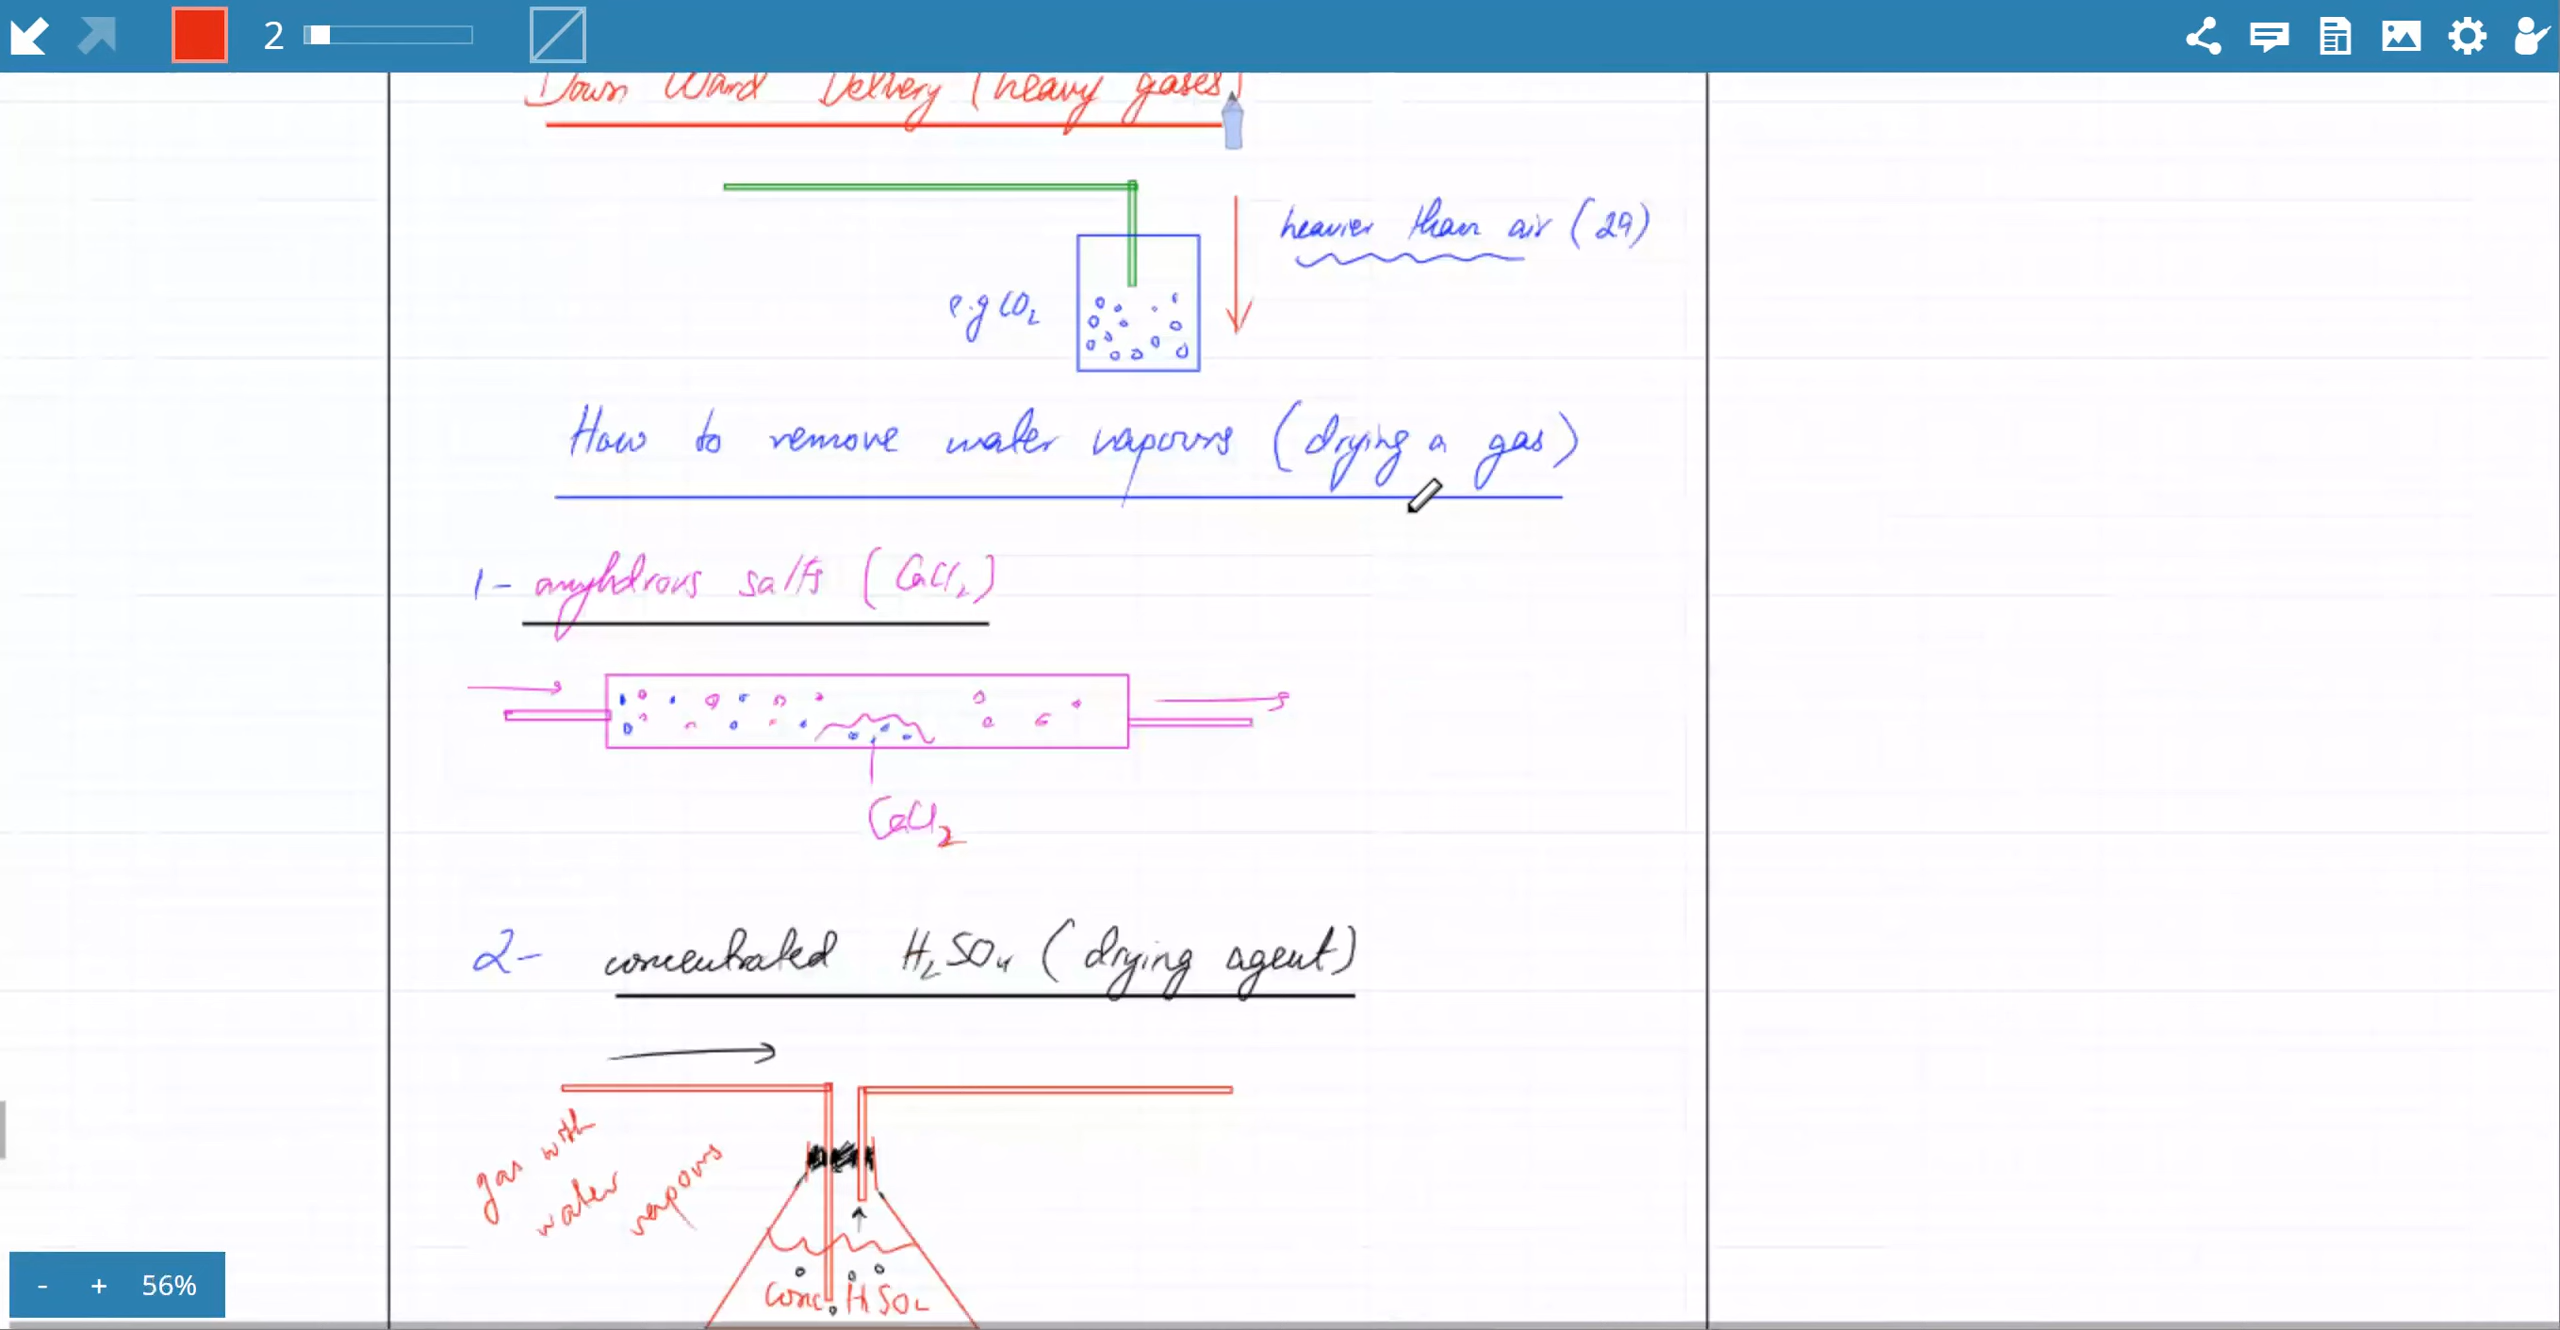 2
Down Ward Delivery (heavy gases)
heavier than air (29)
e.g CO₂
How to remove water vapours (drying a gas)
1- anyhdrous salts (CaCl₂)
CaCl₂
2- concentrated H₂SO₄ (drying agent)
gas with
water vapours
Conc. H₂SO₄
- + 56%